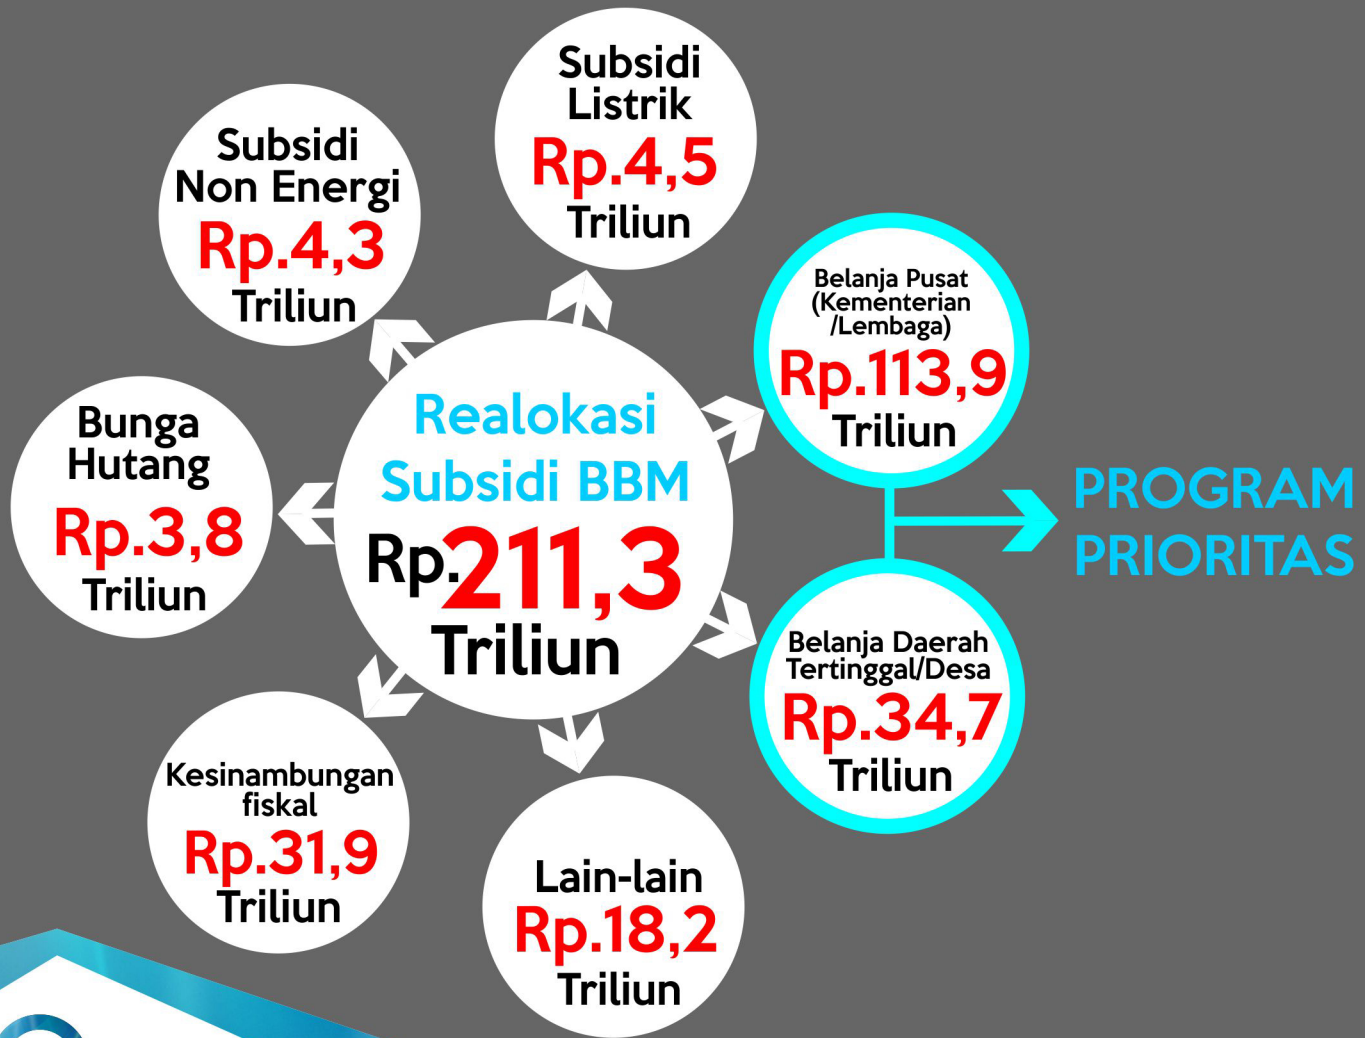 Subsidi
Listrik
Rp.4,5
Triliun
Subsidi
Non Energi
Rp.4,3
Triliun
Belanja Pusat
(Kementerian
/Lembaga)
Rp.113,9
Triliun
Realokasi
Subsidi BBM
Rp.211,3
Triliun
Bunga
Hutang
Rp.3,8
Triliun
PROGRAM
PRIORITAS
Belanja Daerah
Tertinggal/Desa
Rp.34,7
Triliun
Kesinambungan
fiskal
Rp.31,9
Triliun
Lain-lain
Rp.18,2
Triliun